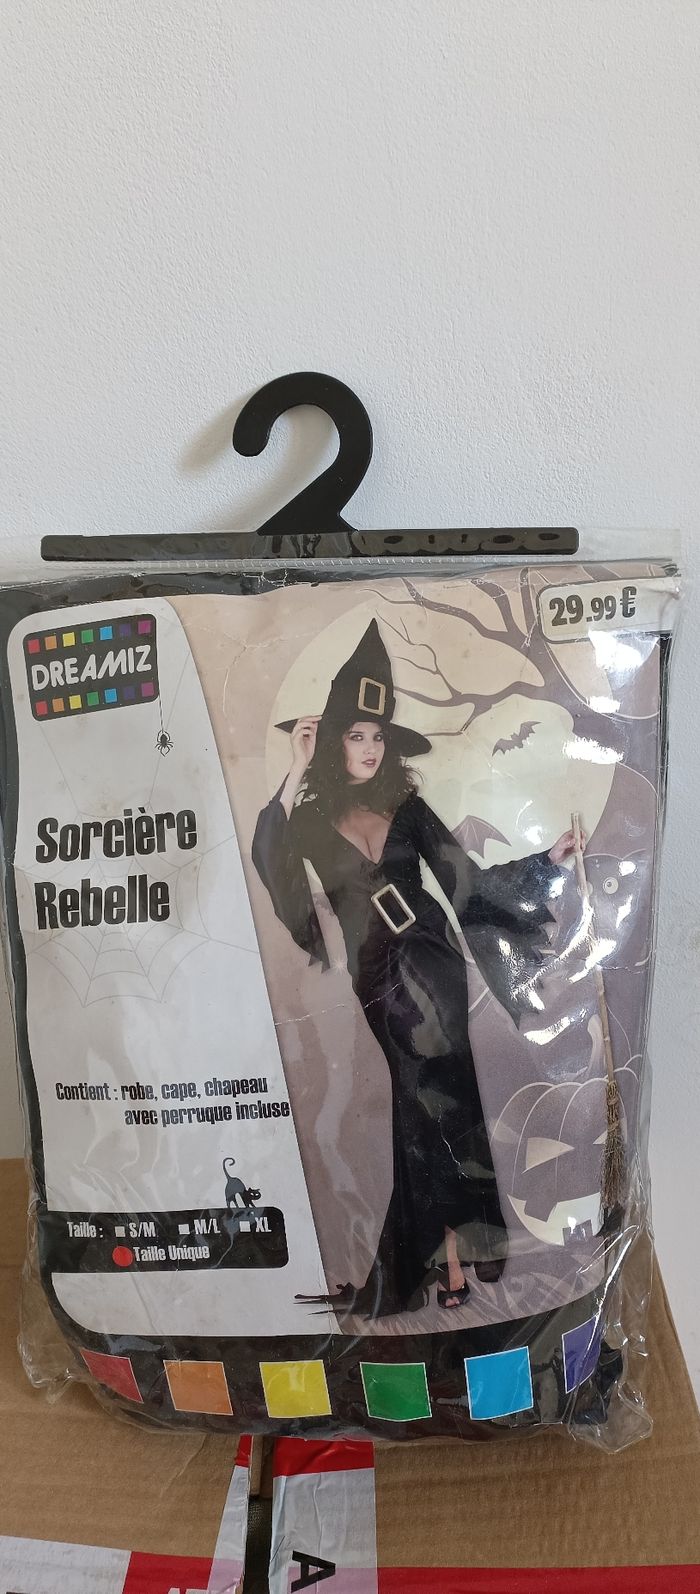 29.99€
DREAMIZ
Sorcière
Rebelle
Contient : robe, cape, chapeau
avec perruque incluse
Taille : S/M M/L XL
Taille Unique
A